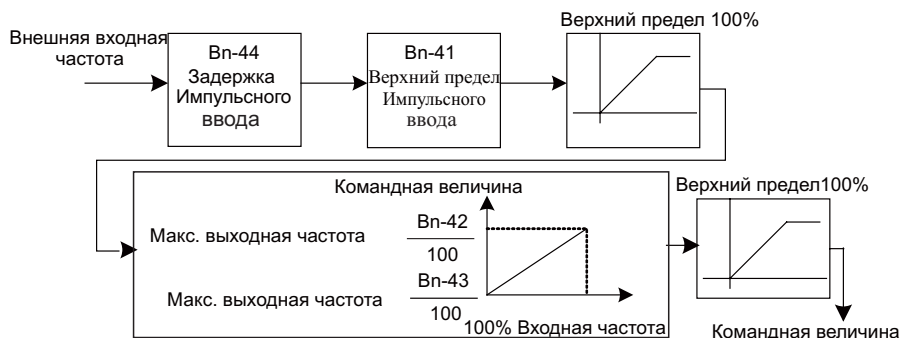 Внешняя входная
частота
Bn-44
Задержка
Импульсного
ввода
Bn-41
Верхний предел
Импульсного
ввода
Верхний предел 100%
Командная величина
Макс. выходная частота
Bn-42
100
Макс. выходная частота
Bn-43
100
100% Входная частота
Верхний предел100%
Командная величина